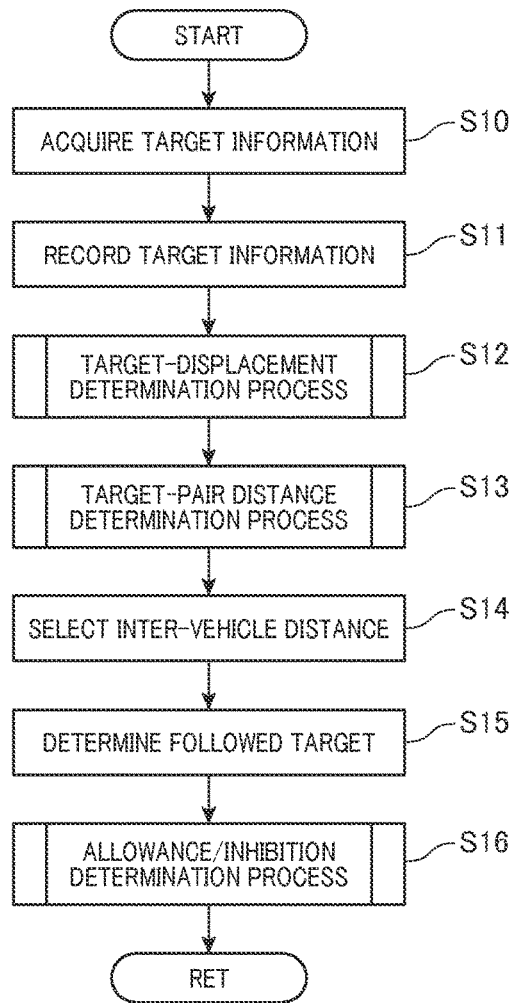 START
ACQUIRE TARGET INFORMATION
S10
RECORD TARGET INFORMATION
S11
TARGET-DISPLACEMENT
DETERMINATION PROCESS
S12
TARGET-PAIR DISTANCE
DETERMINATION PROCESS
S13
SELECT INTER-VEHICLE DISTANCE
S14
DETERMINE FOLLOWED TARGET
S15
ALLOWANCE/INHIBITION
DETERMINATION PROCESS
S16
RET